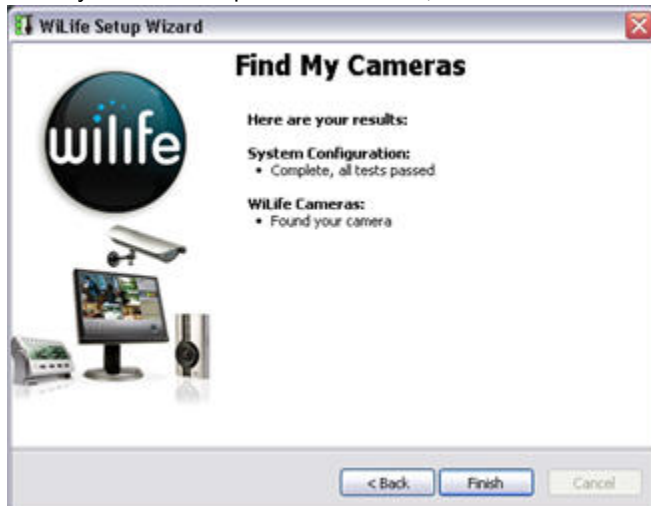 WiLife Setup Wizard
Find My Cameras
Here are your results:
System Configuration:
• Complete, all tests passed
WiLife Cameras:
• Found your camera
wilife
< Back
Finish
Cancel